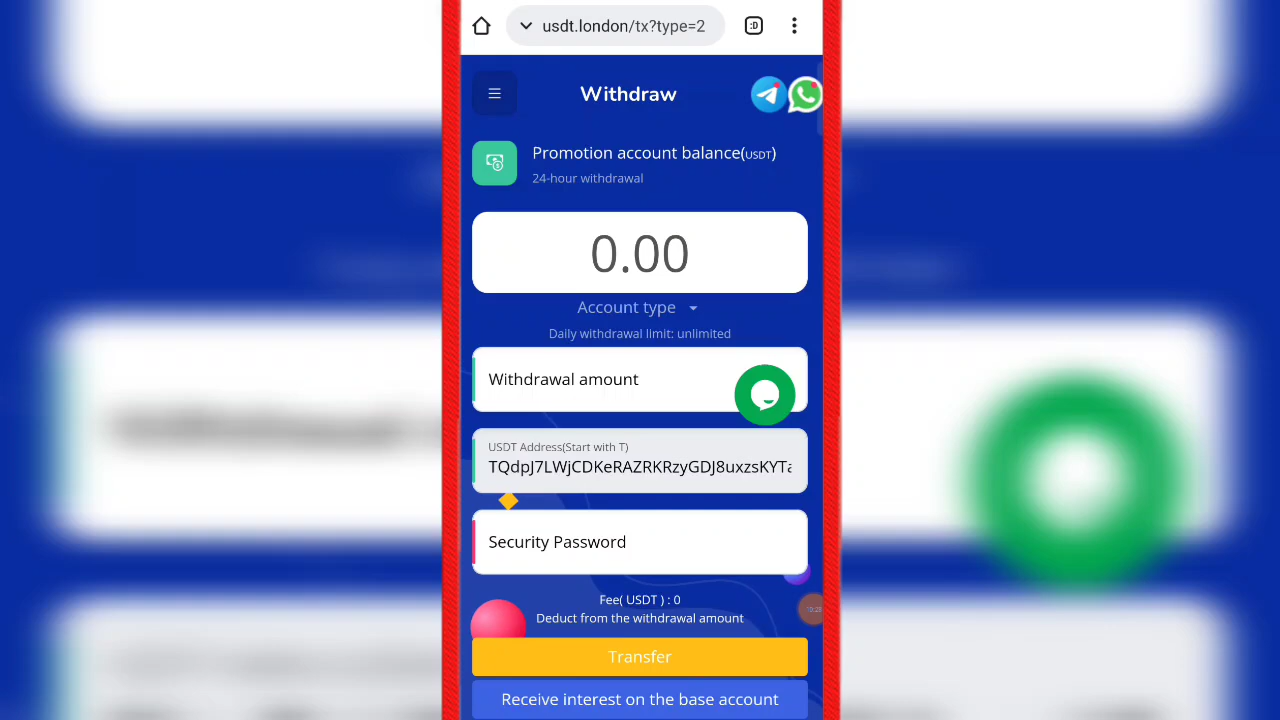 usdt.london/tx?type=2
:D
Withdraw
Promotion account balance(USDT)
24-hour withdrawal
0.00
Account type
Daily withdrawal limit: unlimited
Withdrawal amount
USDT Address(Start with T)
TQdpJ7LWjCDKeRAZRKRzyGDJ8uxzsKYTa
Security Password
Fee( USDT ) : 0
Deduct from the withdrawal amount
Transfer
Receive interest on the base account